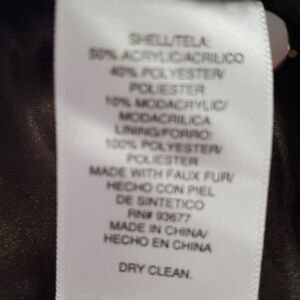 SHELL/TELA:
50% ACRYLIC/ACRILICO
40% POLYESTER/
POLIESTER
10% MODACRYLIC/
MODACRILICA
LINING/FORRO:
100% POLYESTER/
POLIESTER
MADE WITH FAUX FUR/
HECHO CON PIEL
DE SINTETICO
RN# 93677
MADE IN CHINA/
HECHO EN CHINA
DRY CLEAN.